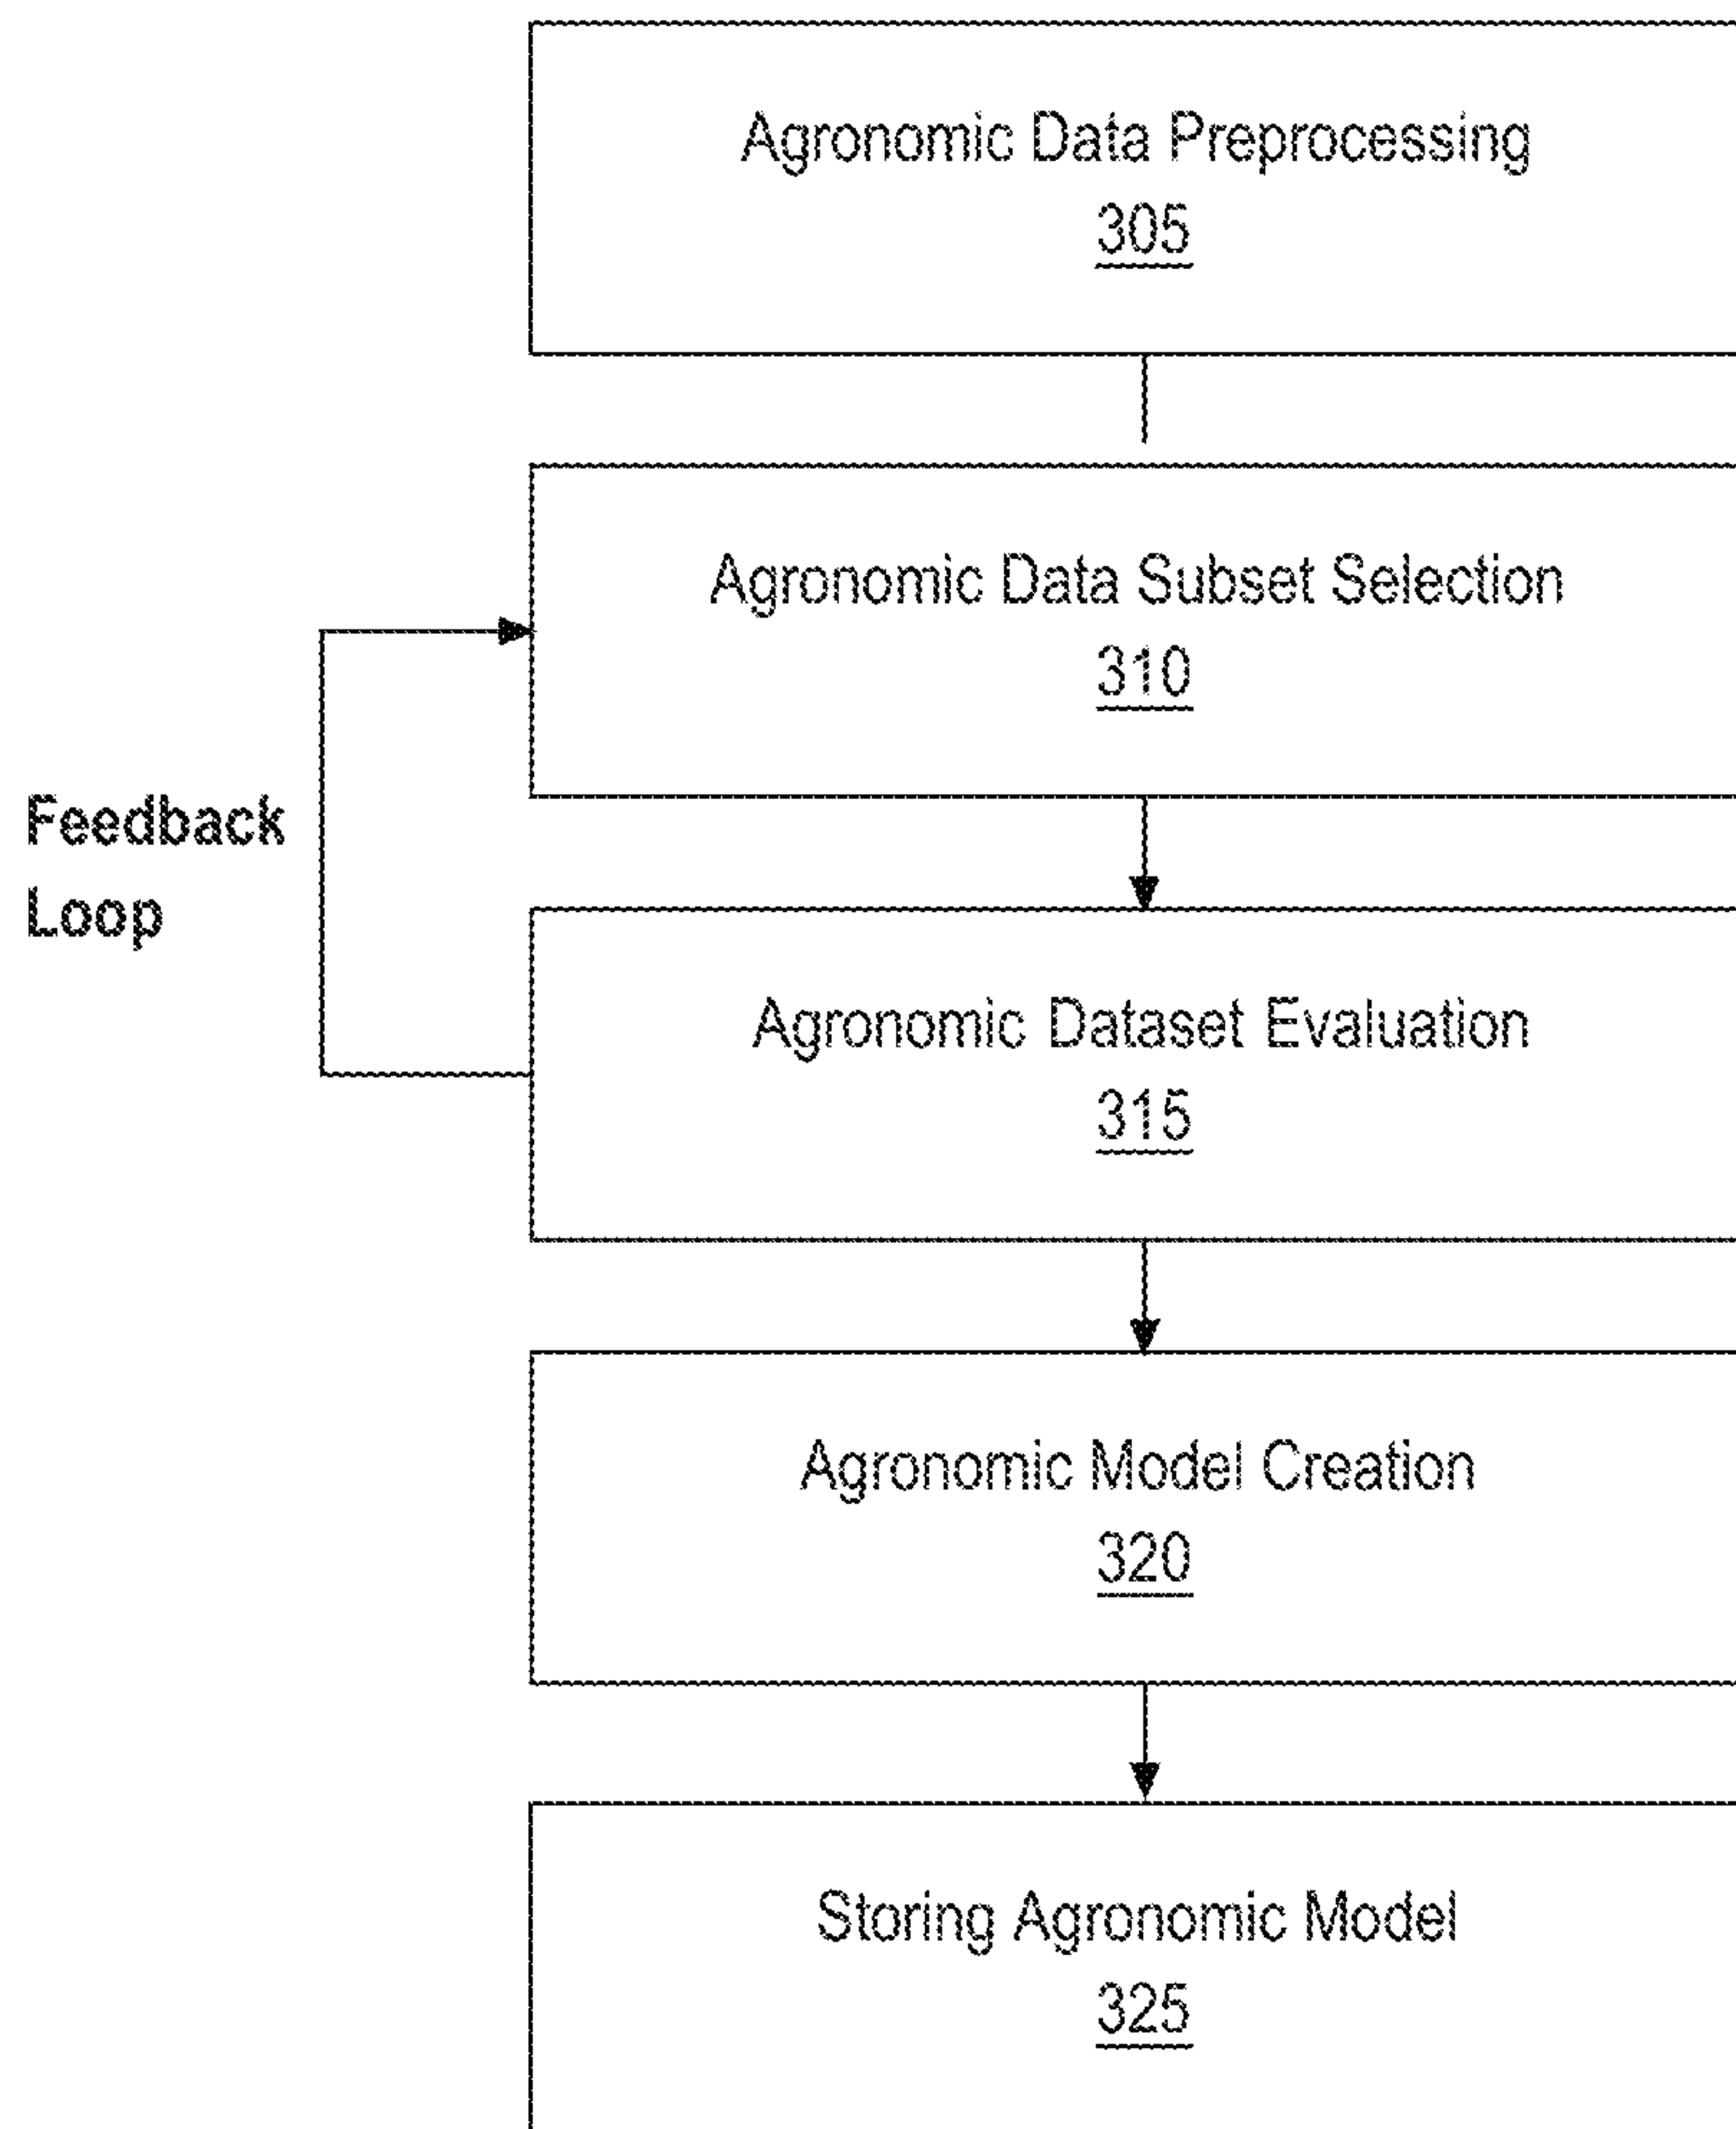 Agronomic Data Preprocessing
305
Agronomic Data Subset Selection
310
Feedback
Loop
Agronomic Dataset Evaluation
315
Agronomic Model Creation
320
Storing Agronomic Model
325